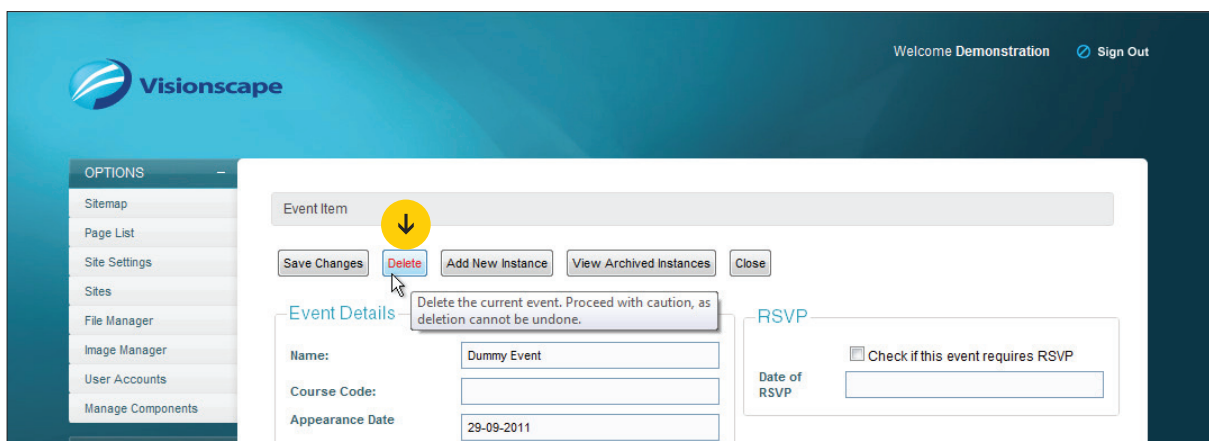 Welcome Demonstration Sign Out
Visionscape
OPTIONS –
Sitemap
Page List
Site Settings
Sites
File Manager
Image Manager
User Accounts
Manage Components
Event Item
Save Changes Delete Add New Instance View Archived Instances Close
Delete the current event. Proceed with caution, as
deletion cannot be undone.
Event Details
Name: Dummy Event
Course Code:
Appearance Date 29-09-2011
RSVP
Check if this event requires RSVP
Date of
RSVP